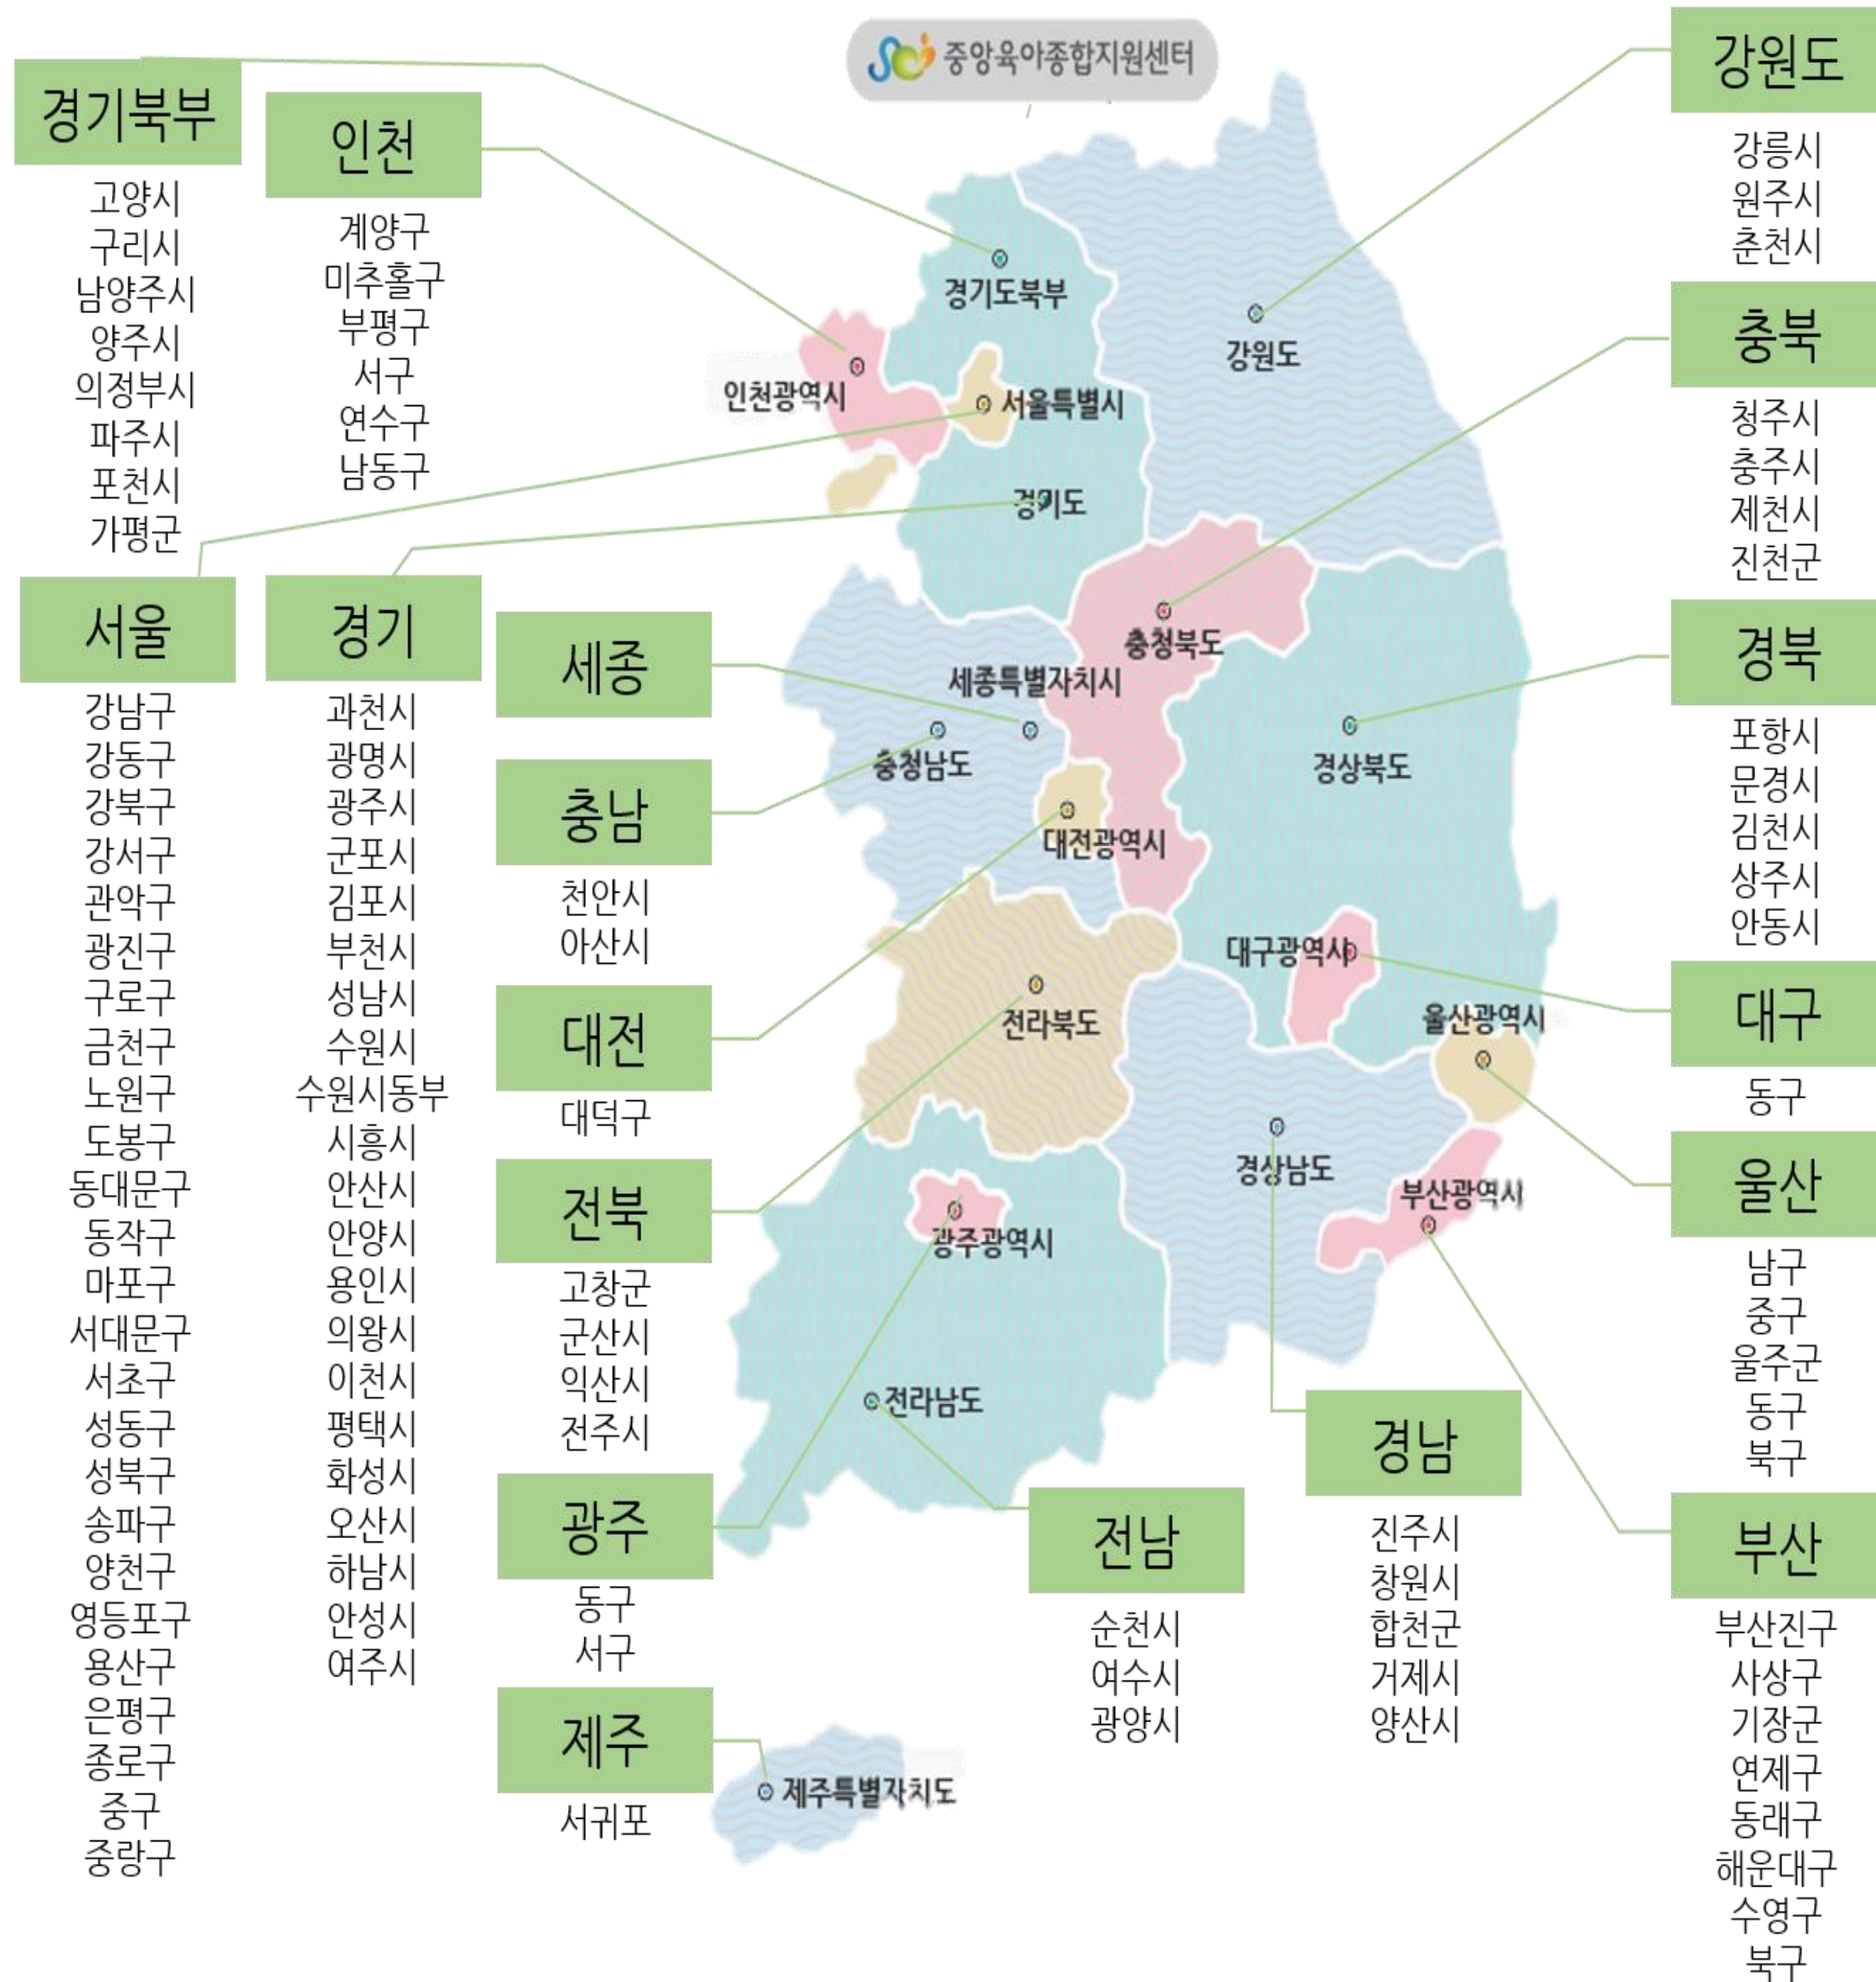 중앙육아종합지원센터
경기북부
고양시
구리시
남양주시
양주시
의정부시
파주시
포천시
가평군
인천
계양구
미추홀구
부평구
서구
연수구
남동구
서울
강남구
강동구
강북구
강서구
관악구
광진구
구로구
금천구
노원구
도봉구
동대문구
동작구
마포구
서대문구
서초구
성동구
성북구
송파구
양천구
영등포구
용산구
은평구
종로구
중구
중랑구
경기
과천시
광명시
광주시
군포시
김포시
부천시
성남시
수원시
수원시동부
시흥시
안산시
안양시
용인시
의왕시
이천시
평택시
화성시
오산시
하남시
안성시
여주시
세종
충남
천안시
아산시
대전
대덕구
전북
고창군
군산시
익산시
전주시
광주
동구
서구
제주
서귀포
경기도북부
강원도
인천광역시
서울특별시
경기도
충청북도
세종특별자치시
충청남도
경상북도
대전광역시
대구광역시
울산광역시
전라북도
경상남도
부산광역시
광주광역시
전라남도
제주특별자치도
전남
순천시
여수시
광양시
경남
진주시
창원시
합천군
거제시
양산시
강원도
강릉시
원주시
춘천시
충북
청주시
충주시
제천시
진천군
경북
포항시
문경시
김천시
상주시
안동시
대구
동구
울산
남구
중구
울주군
동구
북구
부산
부산진구
사상구
기장군
연제구
동래구
해운대구
수영구
북구